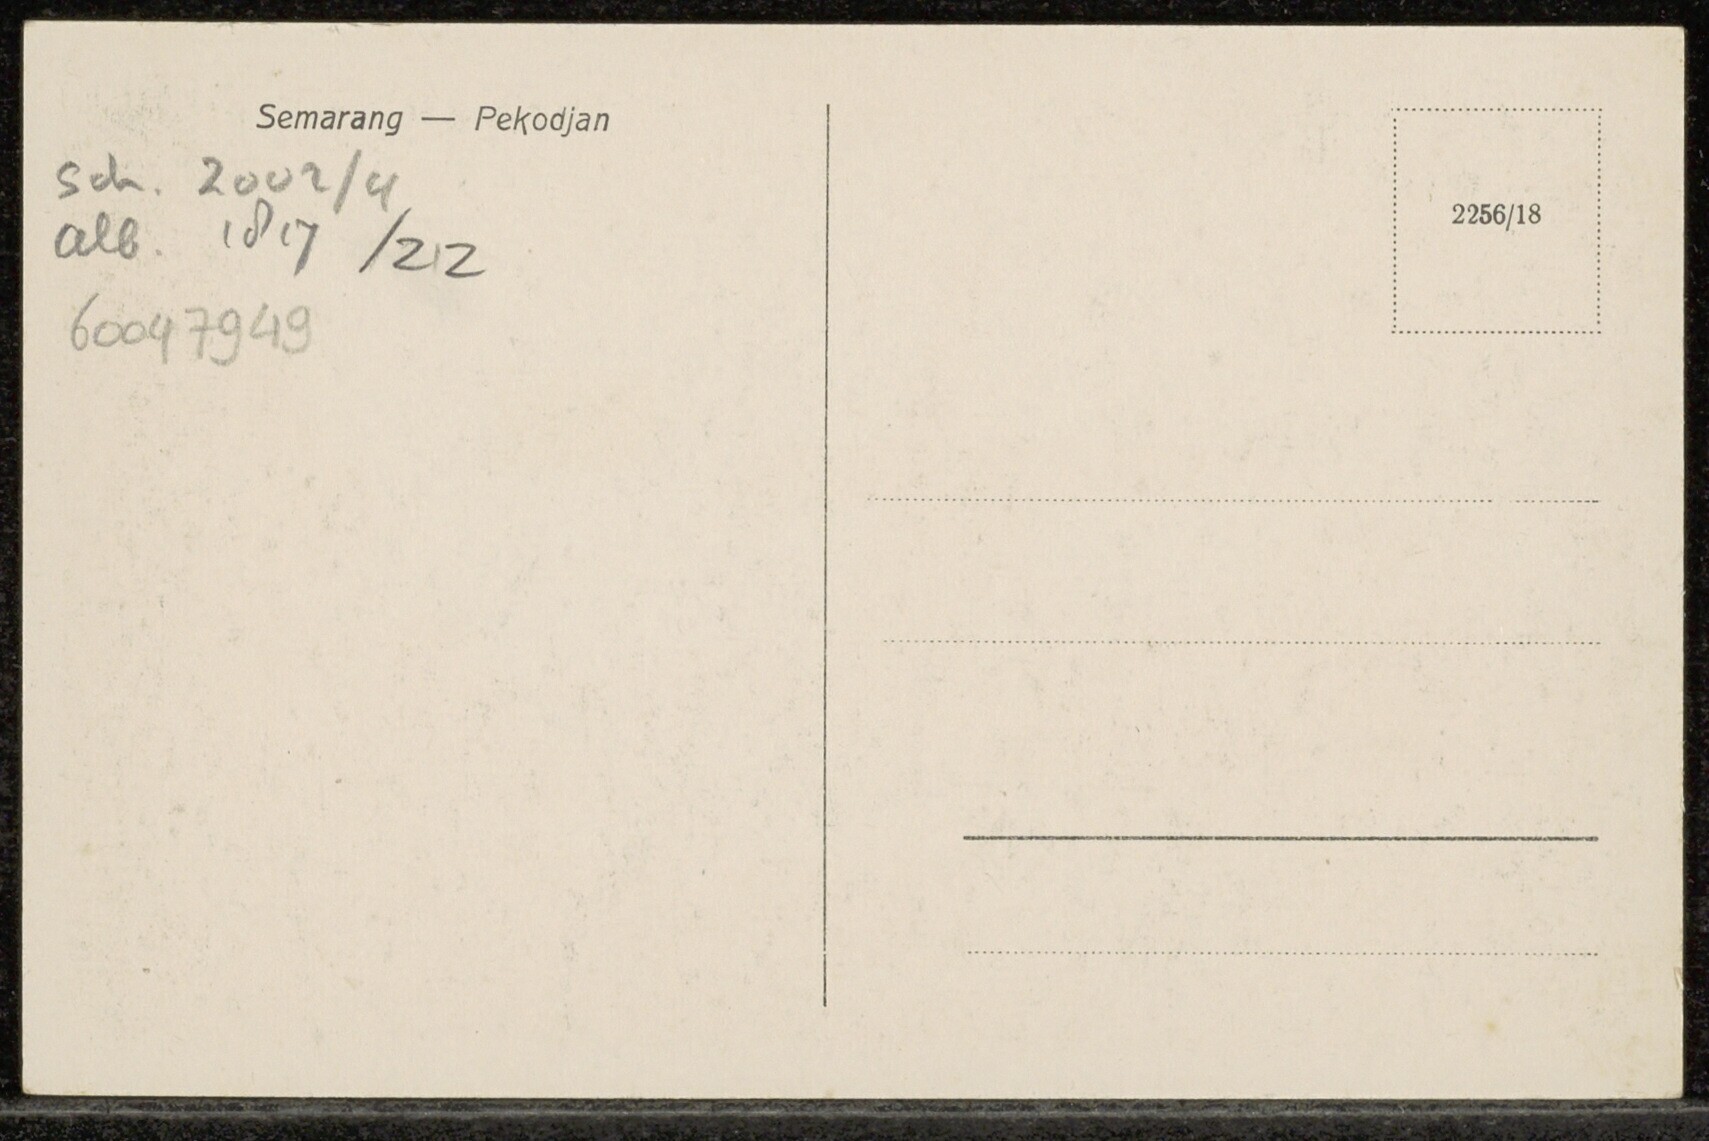 Semarang — Pekodjan
sch. 2002/4
alb. 1817 /212
60047949
2256/18